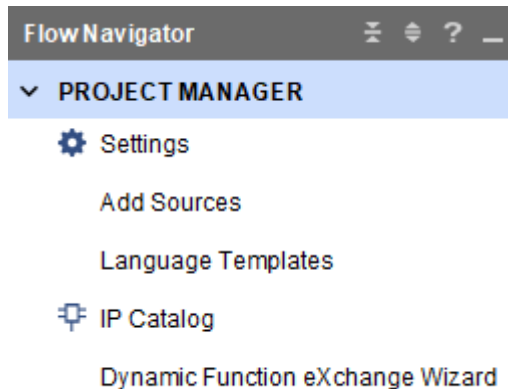 Flow Navigator ?
PROJECT MANAGER
Settings
Add Sources
Language Templates
IP Catalog
Dynamic Function eXchange Wizard